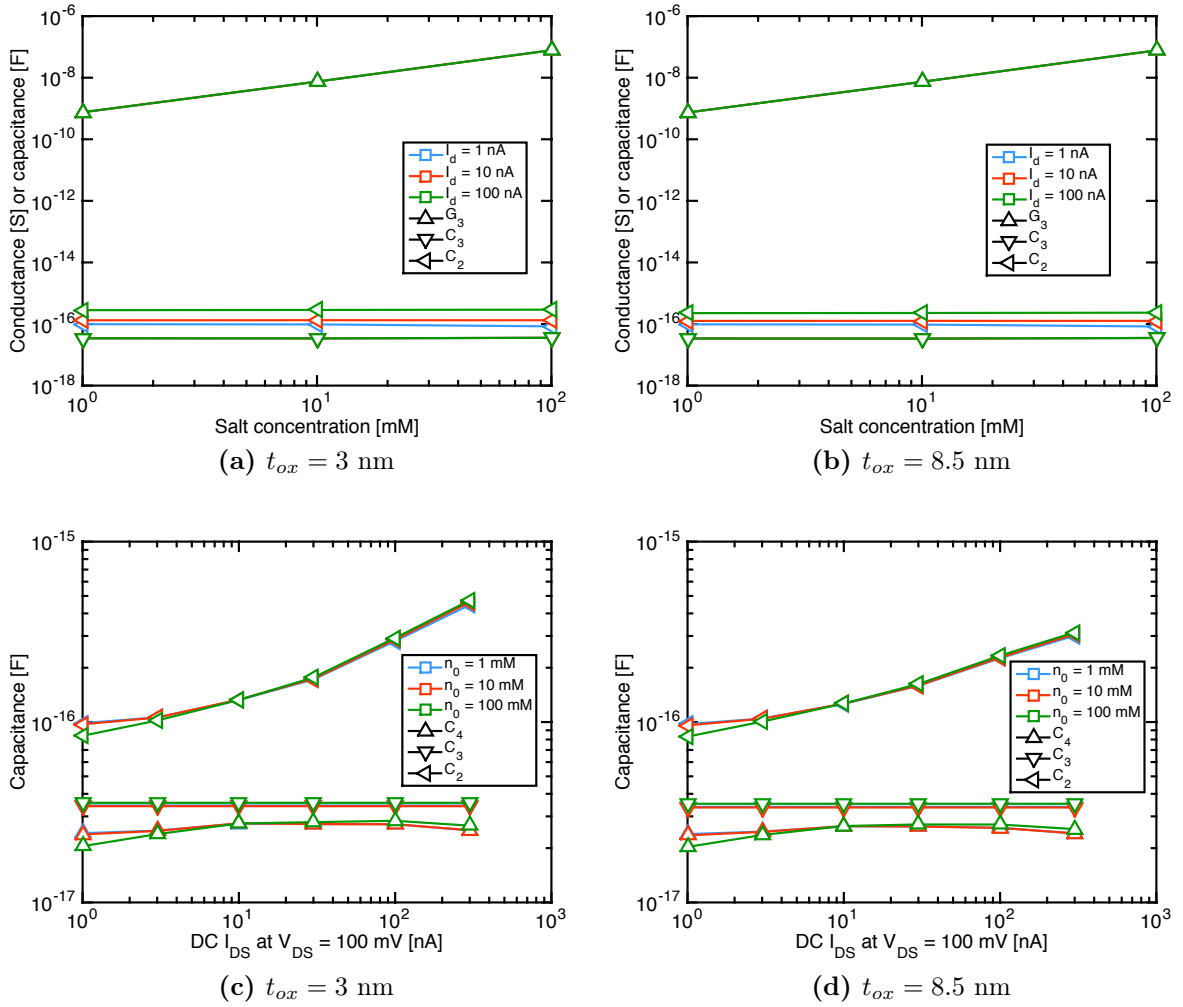 10^-6
10^-8
10^-10
10^-12
10^-14
10^-16
10^-18
Conductance [S] or capacitance [F]
I_d = 1 nA
I_d = 10 nA
I_d = 100 nA
G_3
C_3
C_2
10^0
10^1
10^2
Salt concentration [mM]
(a) t_ox = 3 nm
10^-6
10^-8
10^-10
10^-12
10^-14
10^-16
10^-18
Conductance [S] or capacitance [F]
I_d = 1 nA
I_d = 10 nA
I_d = 100 nA
G_3
C_3
C_2
10^0
10^1
10^2
Salt concentration [mM]
(b) t_ox = 8.5 nm
10^-15
10^-16
10^-17
Capacitance [F]
n_0 = 1 mM
n_0 = 10 mM
n_0 = 100 mM
C_4
C_3
C_2
10^0
10^1
10^2
10^3
DC I_DS at V_DS = 100 mV [nA]
(c) t_ox = 3 nm
10^-15
10^-16
10^-17
Capacitance [F]
n_0 = 1 mM
n_0 = 10 mM
n_0 = 100 mM
C_4
C_3
C_2
10^0
10^1
10^2
10^3
DC I_DS at V_DS = 100 mV [nA]
(d) t_ox = 8.5 nm